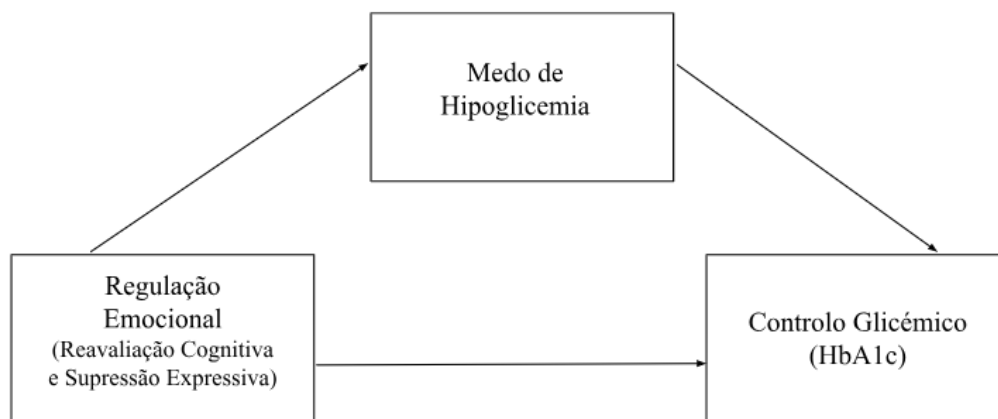 Medo de
Hipoglicemia
Regulação
Emocional
(Reavaliação Cognitiva
e Supressão Expressiva)
Controlo Glicémico
(HbA1c)